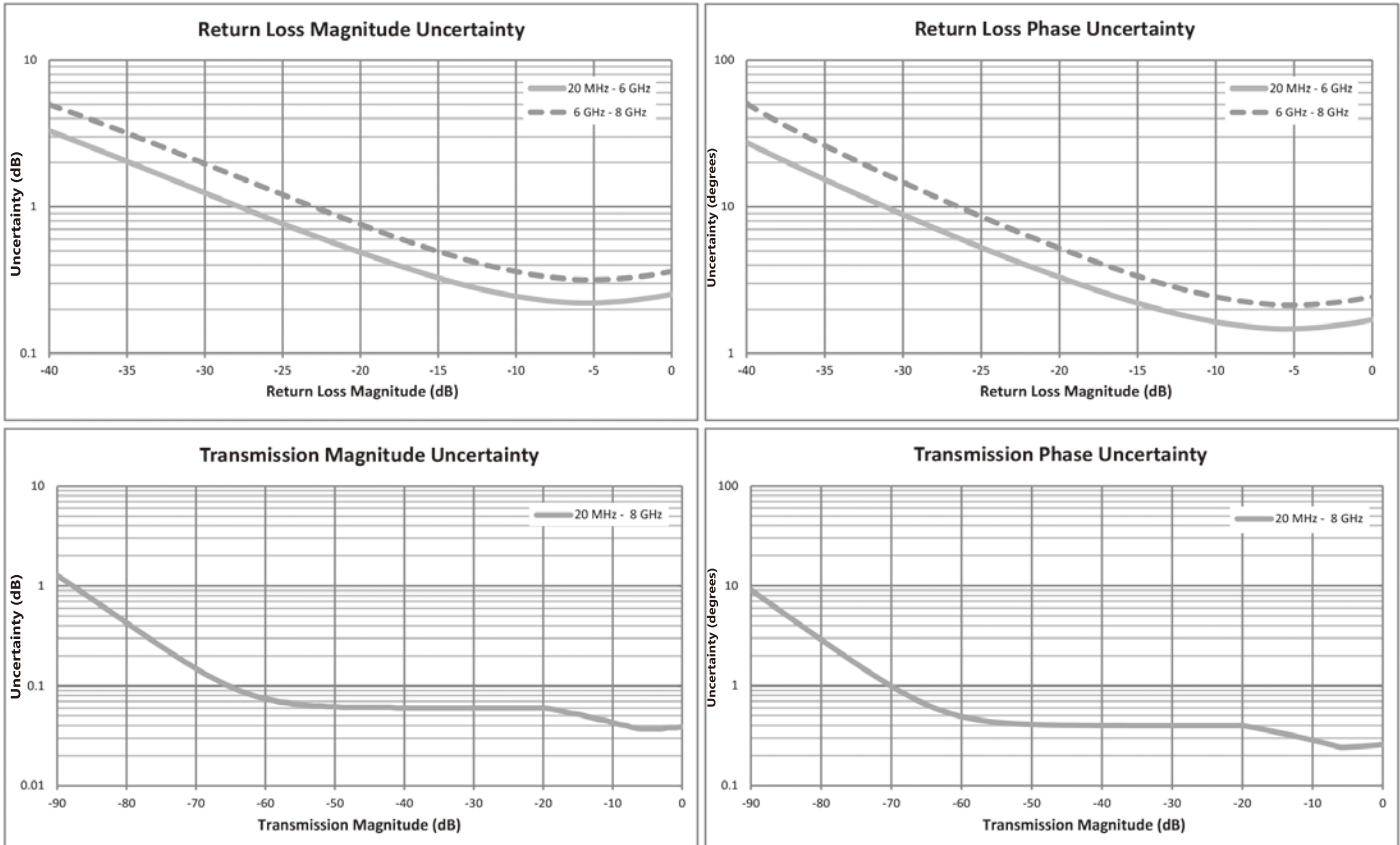 Return Loss Magnitude Uncertainty
10
1
0.1
Uncertainty (dB)
20 MHz - 6 GHz
6 GHz - 8 GHz
-40 -35 -30 -25 -20 -15 -10 -5 0
Return Loss Magnitude (dB)
Return Loss Phase Uncertainty
100
10
1
Uncertainty (degrees)
20 MHz - 6 GHz
6 GHz - 8 GHz
-40 -35 -30 -25 -20 -15 -10 -5 0
Return Loss Magnitude (dB)
Transmission Magnitude Uncertainty
10
1
0.1
0.01
Uncertainty (dB)
20 MHz - 8 GHz
-90 -80 -70 -60 -50 -40 -30 -20 -10 0
Transmission Magnitude (dB)
Transmission Phase Uncertainty
100
10
1
0.1
Uncertainty (degrees)
20 MHz - 8 GHz
-90 -80 -70 -60 -50 -40 -30 -20 -10 0
Transmission Magnitude (dB)